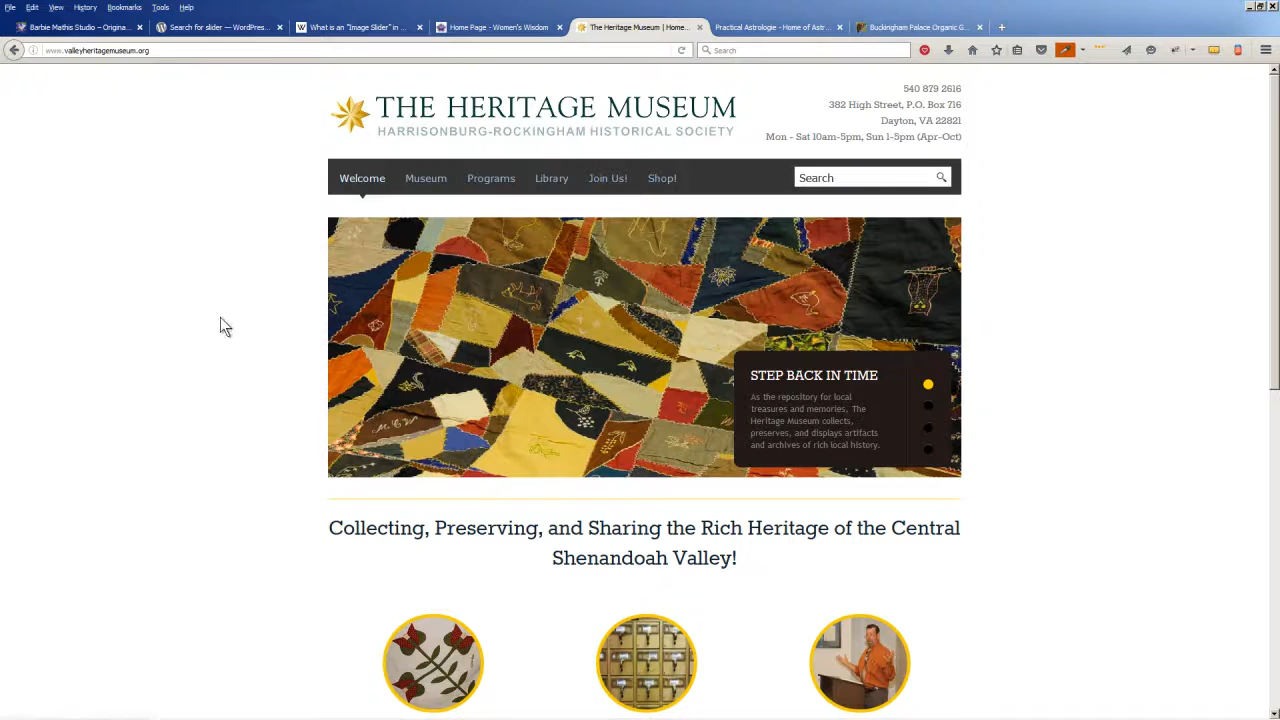 File Edit View History Bookmarks Tools Help
Barbie Mathis Studio – Origina... × Search for slider — WordPres... × What is an "Image Slider" in ... × Home Page - Women's Wisdom × The Heritage Museum | Home... × Practical Astrologie - Home of Astr... × Buckingham Palace Organic G... × +
www.valleyheritagemuseum.org Search
THE HERITAGE MUSEUM
HARRISONBURG-ROCKINGHAM HISTORICAL SOCIETY
540 879 2616
382 High Street, P.O. Box 716
Dayton, VA 22821
Mon - Sat 10am-5pm, Sun 1-5pm (Apr-Oct)
Welcome Museum Programs Library Join Us! Shop! Search
STEP BACK IN TIME
As the repository for local
treasures and memories, The
Heritage Museum collects,
preserves, and displays artifacts
and archives of rich local history.
Collecting, Preserving, and Sharing the Rich Heritage of the Central
Shenandoah Valley!